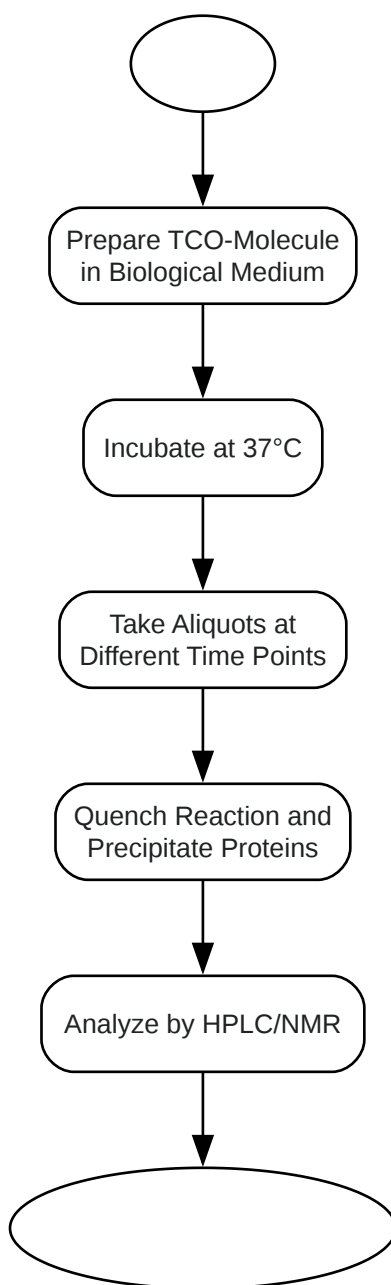 Prepare TCO-Molecule
in Biological Medium
Incubate at 37°C
Take Aliquots at
Different Time Points
Quench Reaction and
Precipitate Proteins
Analyze by HPLC/NMR